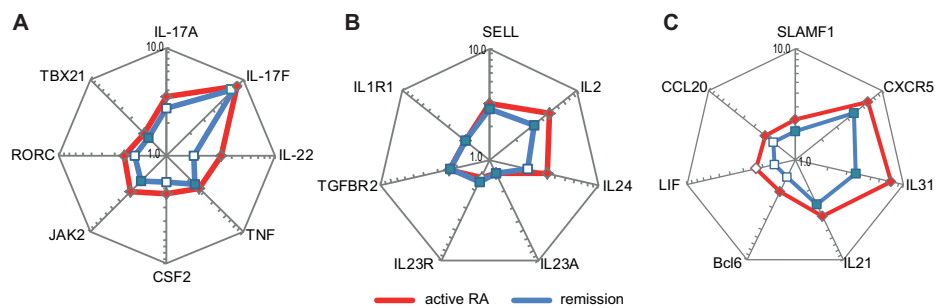 A
IL-17A
10.0
TBX21
IL-17F
RORC
1.0
IL-22
JAK2
TNF
CSF2
B
SELL
10.0
IL1R1
IL2
1.0
TGFBR2
IL24
IL23R
IL23A
C
SLAMF1
10.0
CCL20
CXCR5
1.0
LIF
IL31
Bcl6
IL21
active RA
remission